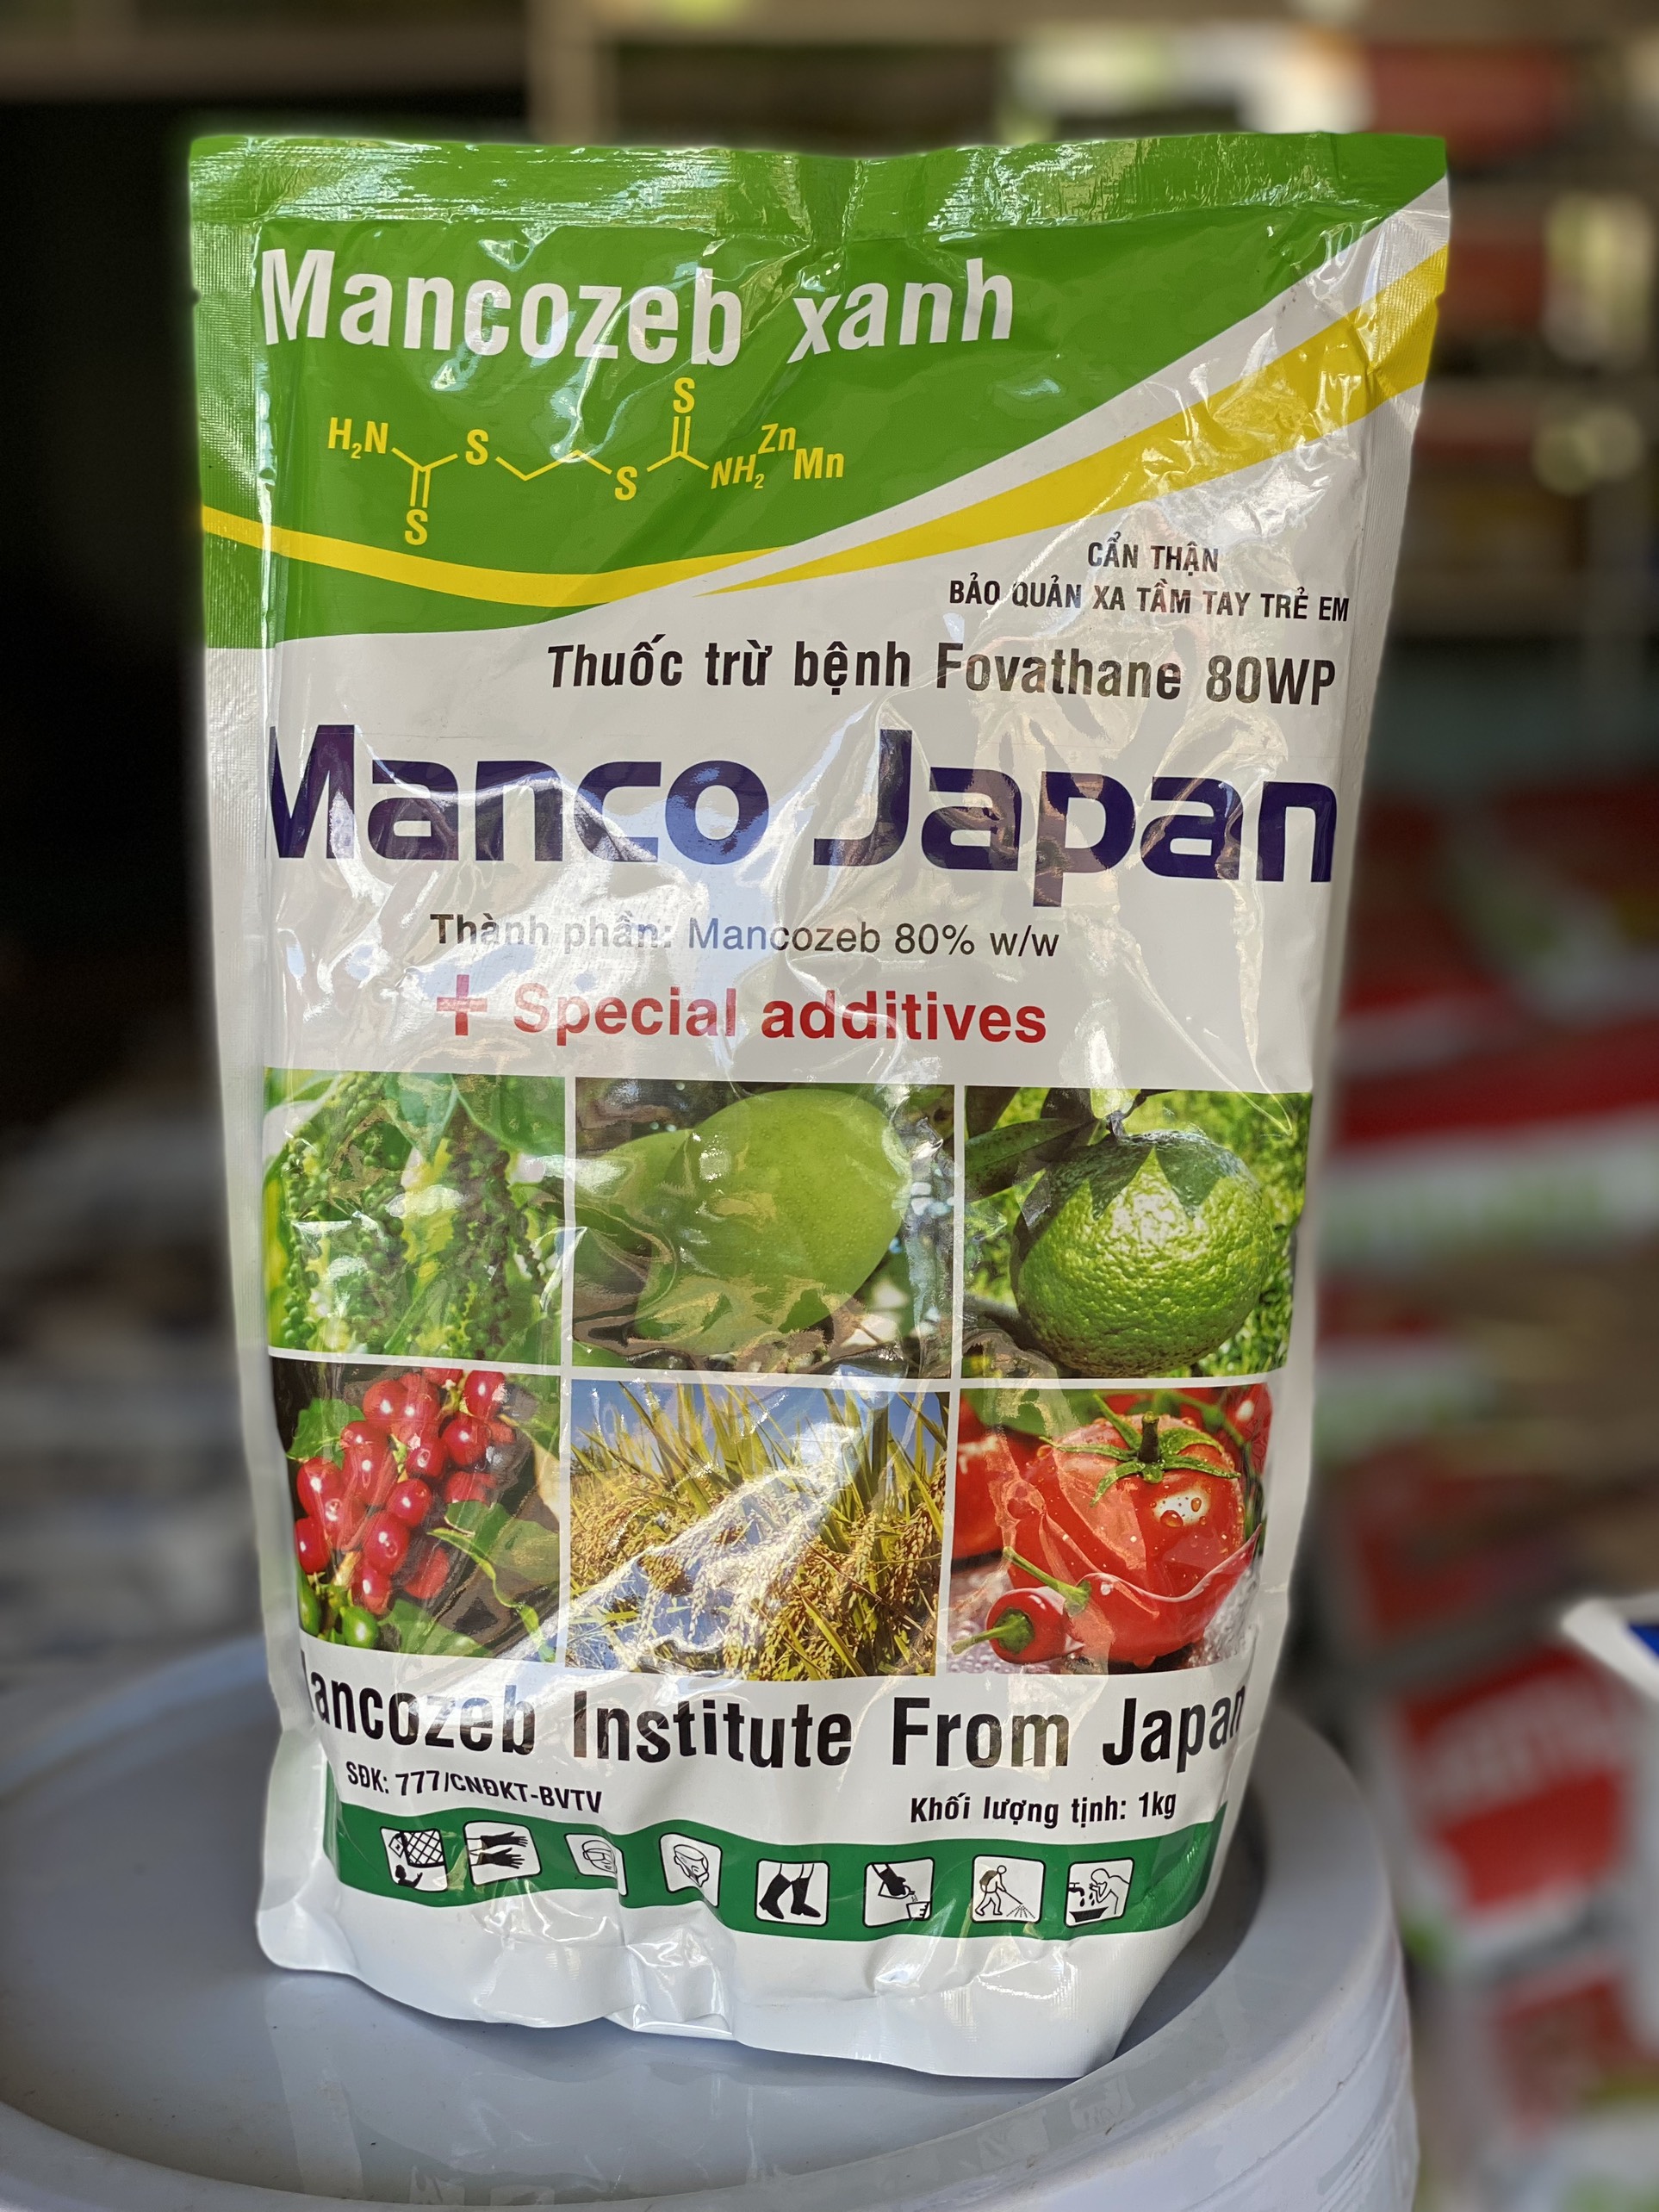 Mancozeb xanh
H₂N S S S S NH₂ Zn Mn
CẨN THẬN
BẢO QUẢN XA TẦM TAY TRẺ EM
Thuốc trừ bệnh Fovathane 80WP
Manco Japan
Thành phần: Mancozeb 80% w/w
+ Special additives
Mancozeb Institute From Japan
SĐK: 777/CNĐKT-BVTV
Khối lượng tịnh: 1kg